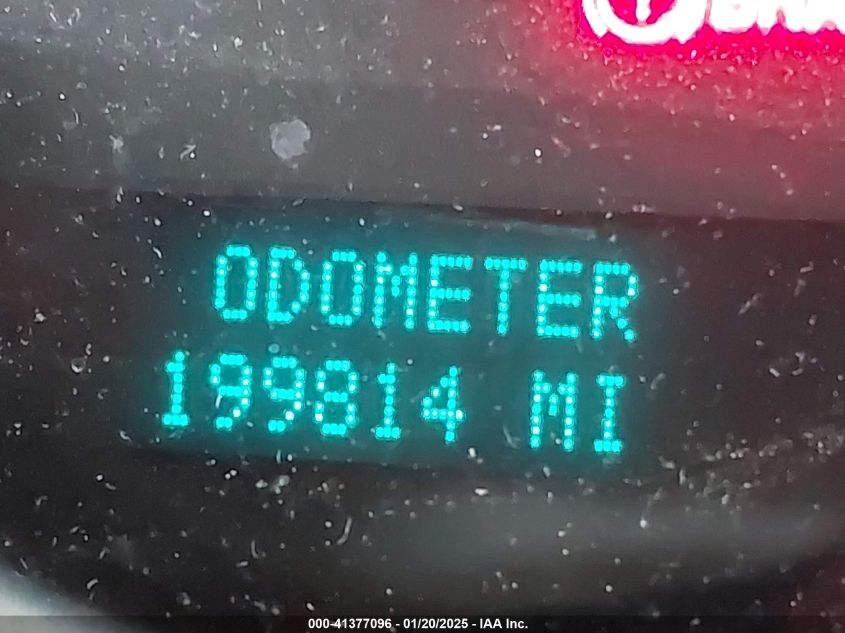 ODOMETER
199814 MI
000-41377096 - 01/20/2025 - IAA Inc.